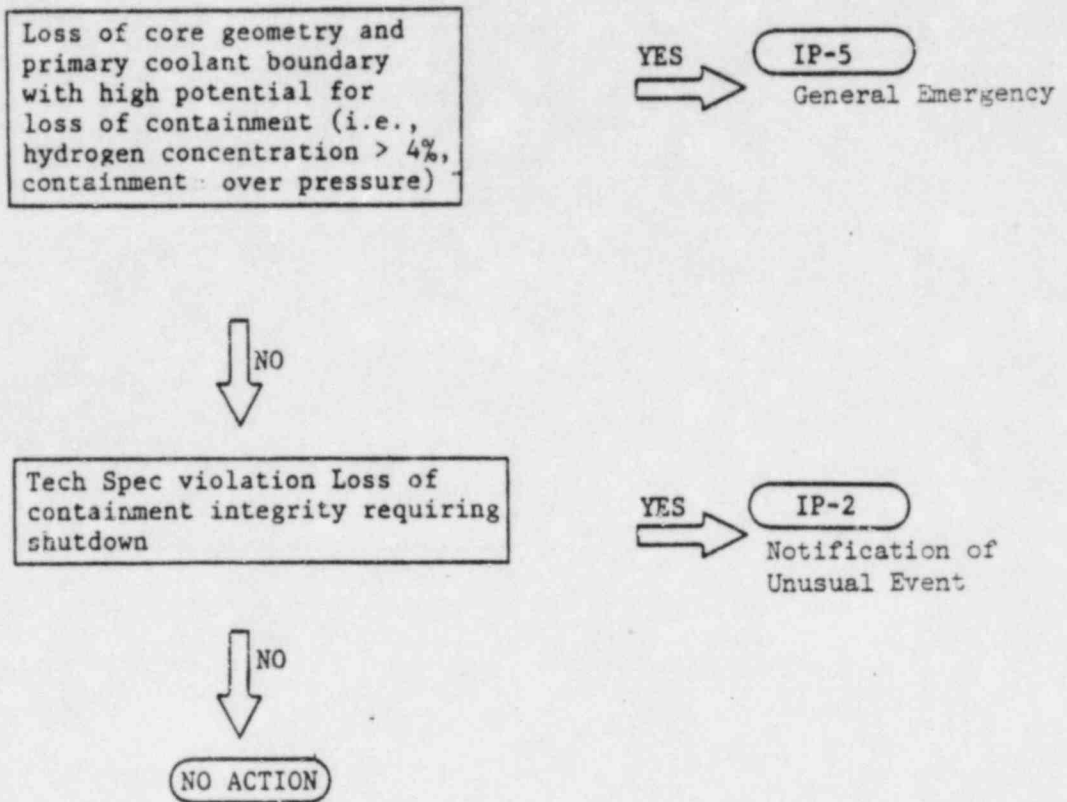 Loss of core geometry and
primary coolant boundary
with high potential for
loss of containment (i.e.,
hydrogen concentration > 4%,
containment over pressure)
YES
IP-5
General Emergency
NO
Tech Spec violation Loss of
containment integrity requiring
shutdown
YES
IP-2
Notification of
Unusual Event
NO
NO ACTION